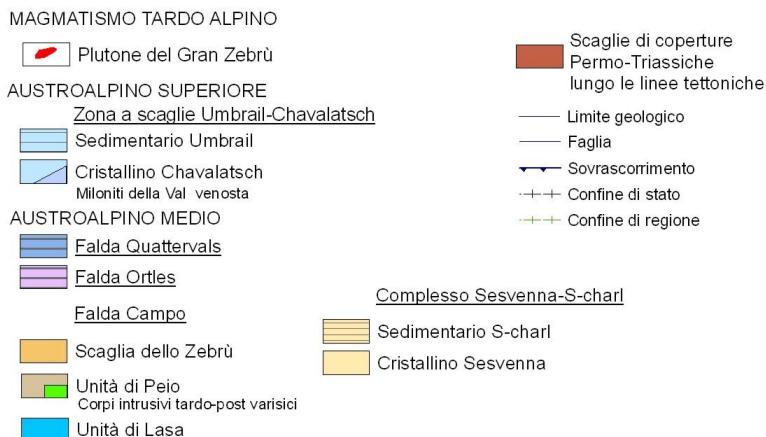 MAGMATISMO TARDO ALPINO
Plutone del Gran Zebrù
AUSTROALPINO SUPERIORE
Zona a scaglie Umbrail-Chavalatsch
Sedimentario Umbrail
Cristallino Chavalatsch
Miloniti della Val venosta
AUSTROALPINO MEDIO
Falda Quattervals
Falda Ortles
Falda Campo
Scaglia dello Zebrù
Unità di Peio
Corpi intrusivi tardo-post varisici
Unità di Lasa
Complesso Sesvenna-S-charl
Sedimentario S-charl
Cristallino Sesvenna
Scaglie di coperture
Permo-Triassiche
lungo le linee tettoniche
Limite geologico
Faglia
Sovrascorrimento
Confine di stato
Confine di regione